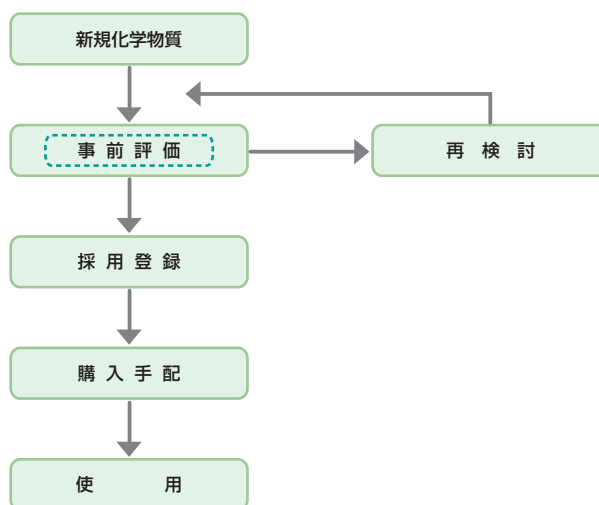 新規化学物質
事前評価
再検討
採用登録
購入手配
使用